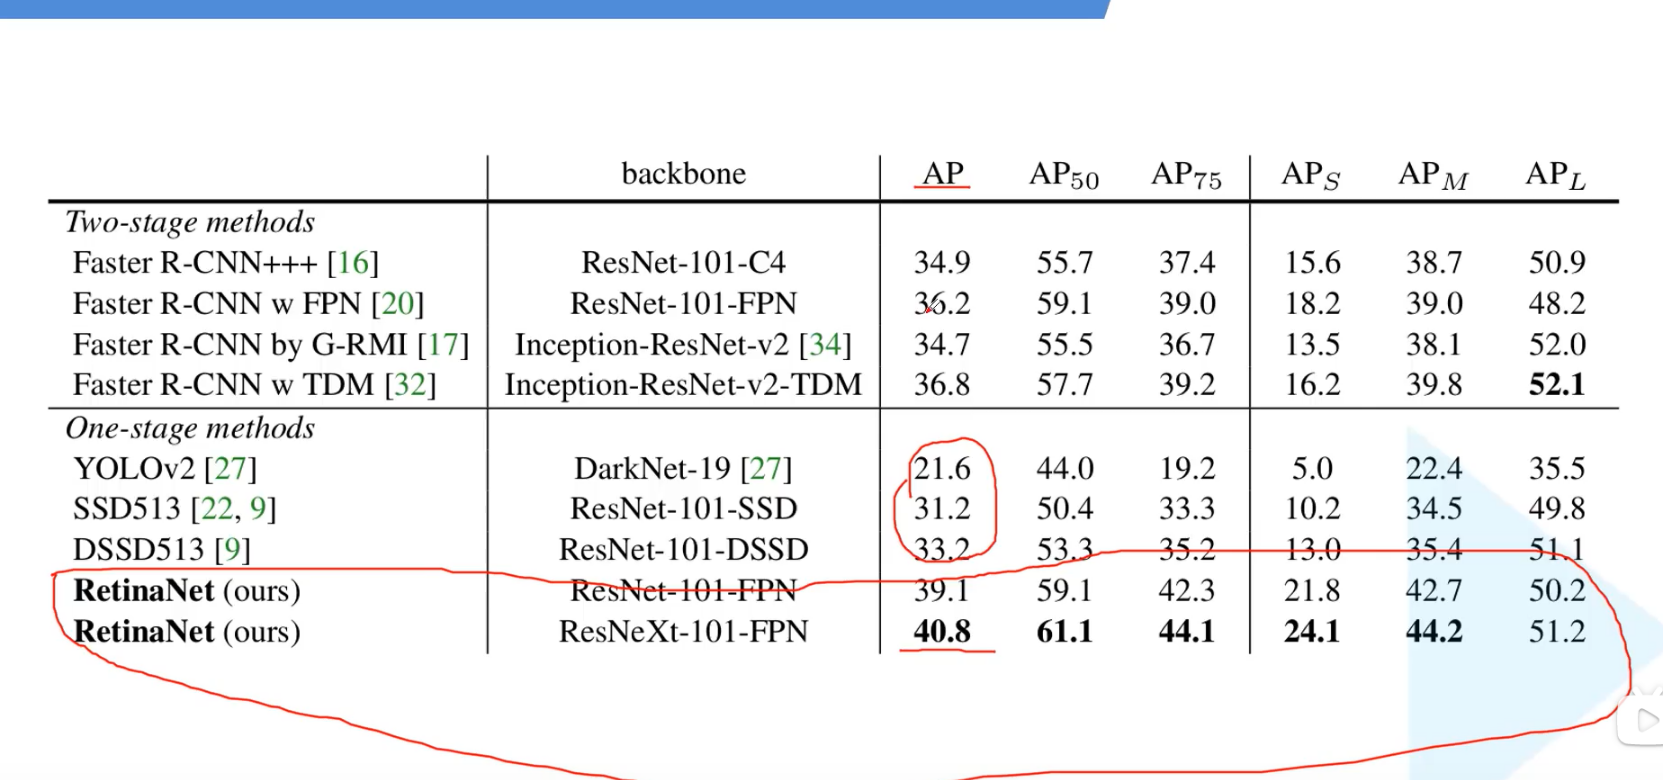 backbone AP AP50 AP75 APS APM APL
Two-stage methods
Faster R-CNN+++ [16] ResNet-101-C4 34.9 55.7 37.4 15.6 38.7 50.9
Faster R-CNN w FPN [20] ResNet-101-FPN 36.2 59.1 39.0 18.2 39.0 48.2
Faster R-CNN by G-RMI [17] Inception-ResNet-v2 [34] 34.7 55.5 36.7 13.5 38.1 52.0
Faster R-CNN w TDM [32] Inception-ResNet-v2-TDM 36.8 57.7 39.2 16.2 39.8 52.1
One-stage methods
YOLOv2 [27] DarkNet-19 [27] 21.6 44.0 19.2 5.0 22.4 35.5
SSD513 [22, 9] ResNet-101-SSD 31.2 50.4 33.3 10.2 34.5 49.8
DSSD513 [9] ResNet-101-DSSD 33.2 53.3 35.2 13.0 35.4 51.1
RetinaNet (ours) ResNet-101-FPN 39.1 59.1 42.3 21.8 42.7 50.2
RetinaNet (ours) ResNeXt-101-FPN 40.8 61.1 44.1 24.1 44.2 51.2